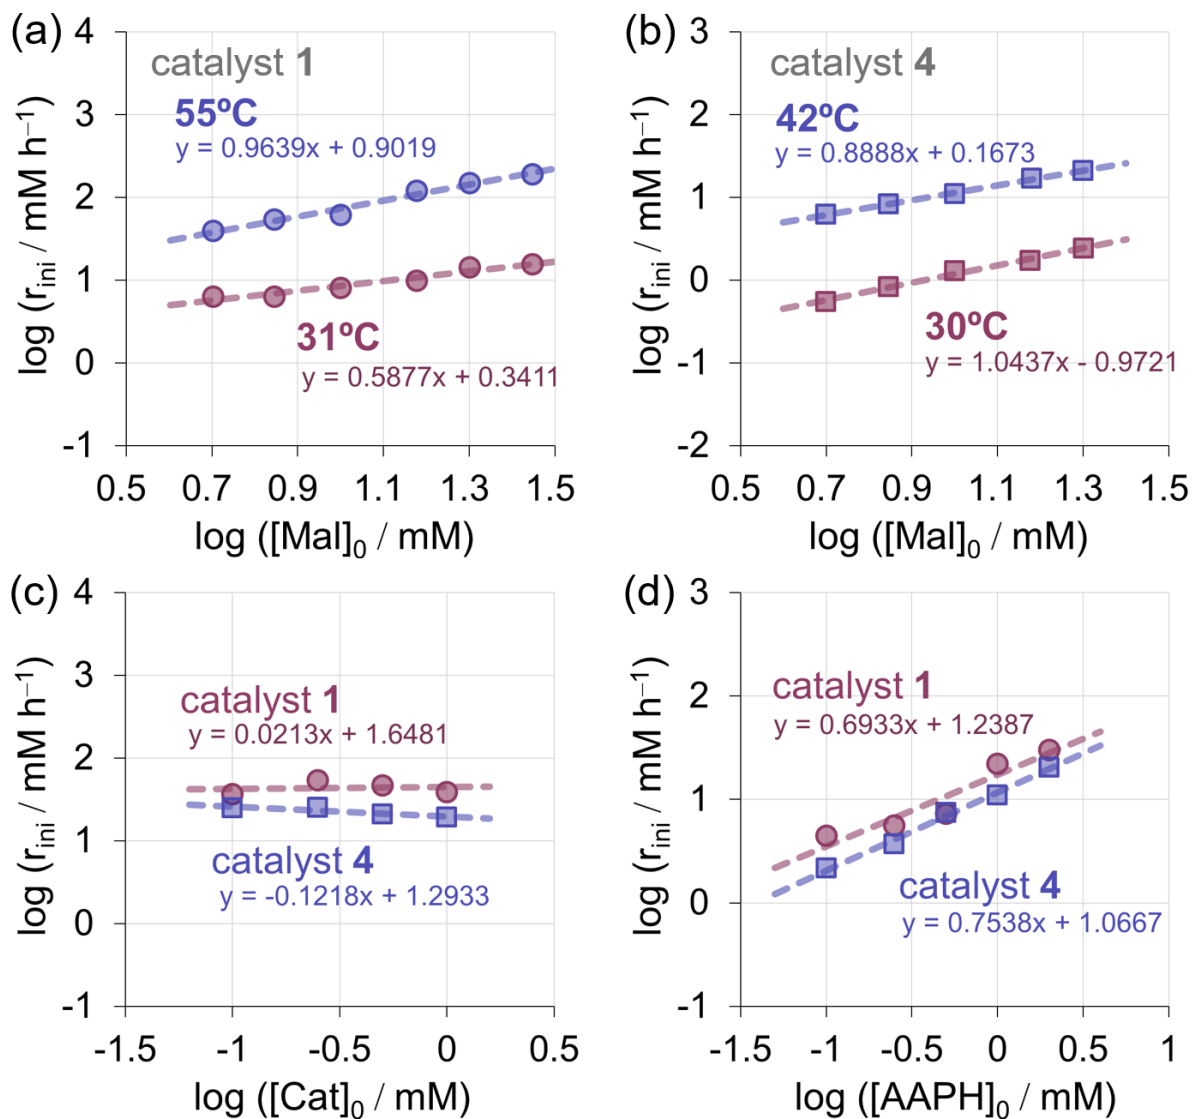 (a)
4
3
2
1
0
-1
log (r_ini / mM h⁻¹)
catalyst 1
55ºC
y = 0.9639x + 0.9019
31ºC
y = 0.5877x + 0.3411
0.5 0.7 0.9 1.1 1.3 1.5
log ([Mal]₀ / mM)
(b)
3
2
1
0
-1
-2
log (r_ini / mM h⁻¹)
catalyst 4
42ºC
y = 0.8888x + 0.1673
30ºC
y = 1.0437x - 0.9721
0.5 0.7 0.9 1.1 1.3 1.5
log ([Mal]₀ / mM)
(c)
4
3
2
1
0
-1
log (r_ini / mM h⁻¹)
catalyst 1
y = 0.0213x + 1.6481
catalyst 4
y = -0.1218x + 1.2933
-1.5 -1 -0.5 0 0.5
log ([Cat]₀ / mM)
(d)
3
2
1
0
-1
log (r_ini / mM h⁻¹)
catalyst 1
y = 0.6933x + 1.2387
catalyst 4
y = 0.7538x + 1.0667
-1.5 -1 -0.5 0 0.5 1
log ([AAPH]₀ / mM)